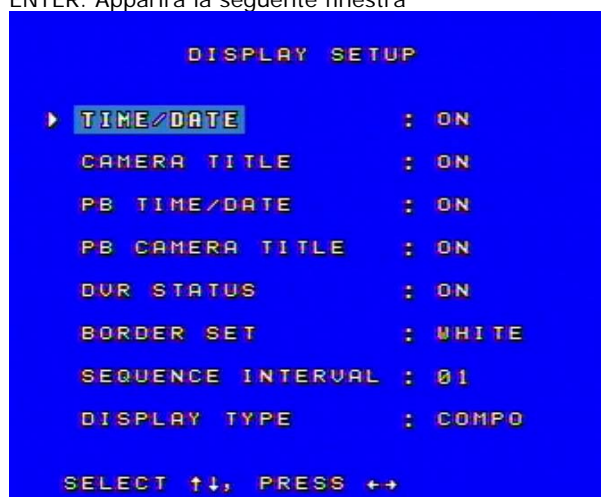 ENTER. Apparirà la seguente finestra
DISPLAY SETUP
TIME/DATE : ON
CAMERA TITLE : ON
PB TIME/DATE : ON
PB CAMERA TITLE : ON
DVR STATUS : ON
BORDER SET : WHITE
SEQUENCE INTERVAL : 01
DISPLAY TYPE : COMPO
SELECT ↑↓, PRESS ←→